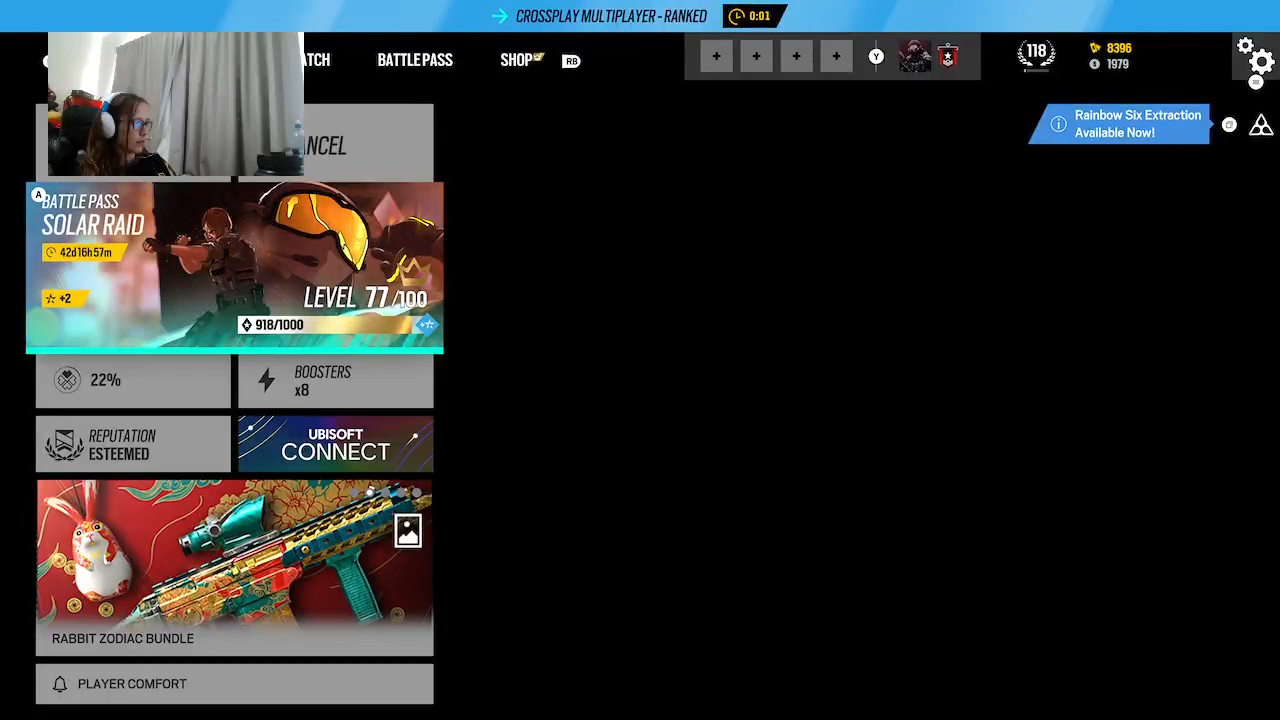 CROSSPLAY MULTIPLAYER - RANKED
0:01
ATCH
BATTLE PASS
SHOP
RB
+
+
+
+
Y
118
8396
1979
ANCEL
Rainbow Six Extraction
Available Now!
A
BATTLE PASS
SOLAR RAID
42d16h57m
+2
LEVEL 77/100
918/1000
+
22%
BOOSTERS
x8
REPUTATION
ESTEEMED
UBISOFT
CONNECT
RABBIT ZODIAC BUNDLE
PLAYER COMFORT